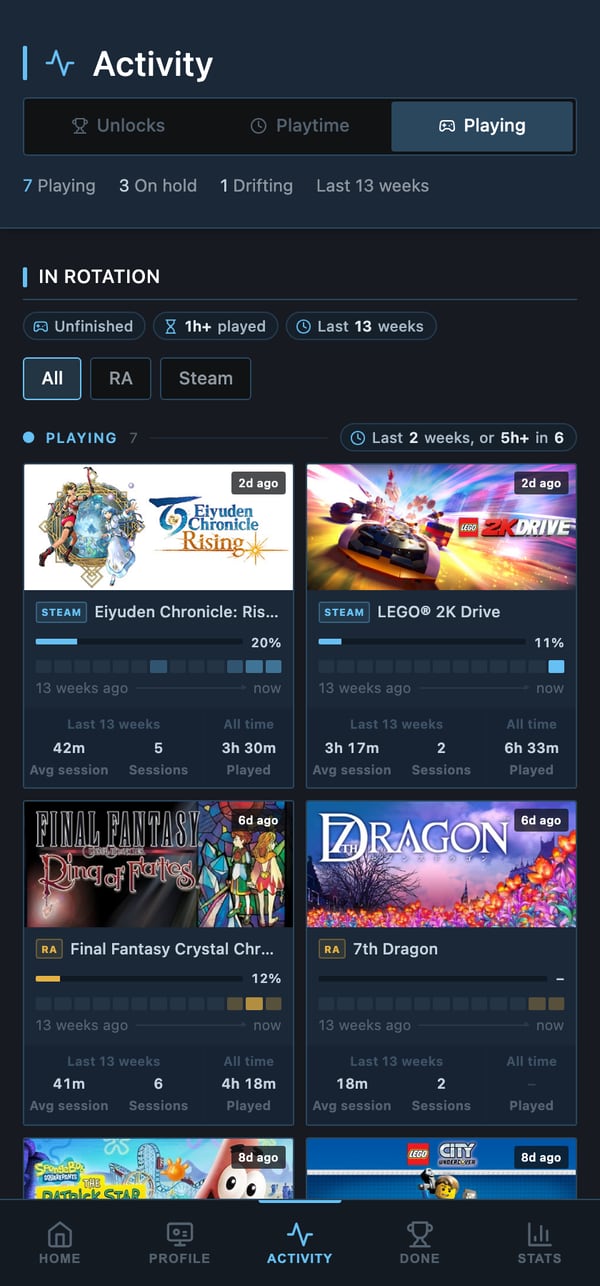 Activity
Unlocks
Playtime
Playing
7 Playing 3 On hold 1 Drifting Last 13 weeks
IN ROTATION
Unfinished
1h+ played
Last 13 weeks
All
RA
Steam
PLAYING 7
Last 2 weeks, or 5h+ in 6
2d ago
Eiyuden
Chronicle
Rising
STEAM Eiyuden Chronicle: Ris...
20%
13 weeks ago now
Last 13 weeks All time
42m 5 3h 30m
Avg session Sessions Played
2d ago
LEGO 2K DRIVE
STEAM LEGO® 2K Drive
11%
13 weeks ago now
Last 13 weeks All time
3h 17m 2 6h 33m
Avg session Sessions Played
6d ago
FINAL FANTASY
Ring of Fates
RA Final Fantasy Crystal Chr...
12%
13 weeks ago now
Last 13 weeks All time
41m 6 4h 18m
Avg session Sessions Played
6d ago
7TH DRAGON
RA 7th Dragon
–
13 weeks ago now
Last 13 weeks All time
18m 2 –
Avg session Sessions Played
8d ago
SPONGEBOB
SQUAREPANTS
THE
PATRICK STAR
8d ago
LEGO CITY
UNDERCOVER
HOME
PROFILE
ACTIVITY
DONE
STATS